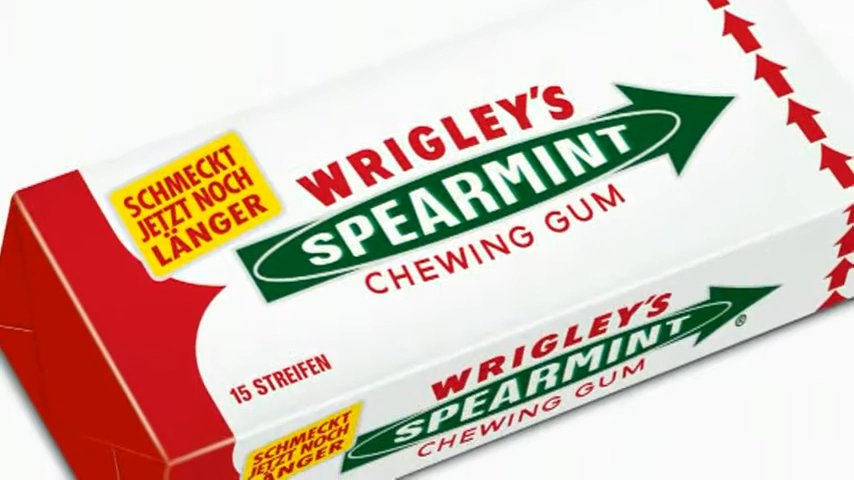 WRIGLEY'S
SPEARMINT
CHEWING GUM
SCHMECKT
JETZT NOCH
LÄNGER
15 STREIFEN
WRIGLEY'S
SPEARMINT
®
CHEWING GUM
SCHMECKT
JETZT NOCH
LÄNGER